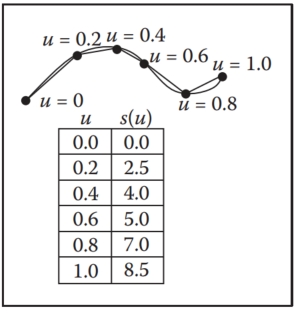 u = 0.2 u = 0.4
u = 0.6
u = 1.0
u = 0
u = 0.8
u s(u)
0.0 0.0
0.2 2.5
0.4 4.0
0.6 5.0
0.8 7.0
1.0 8.5